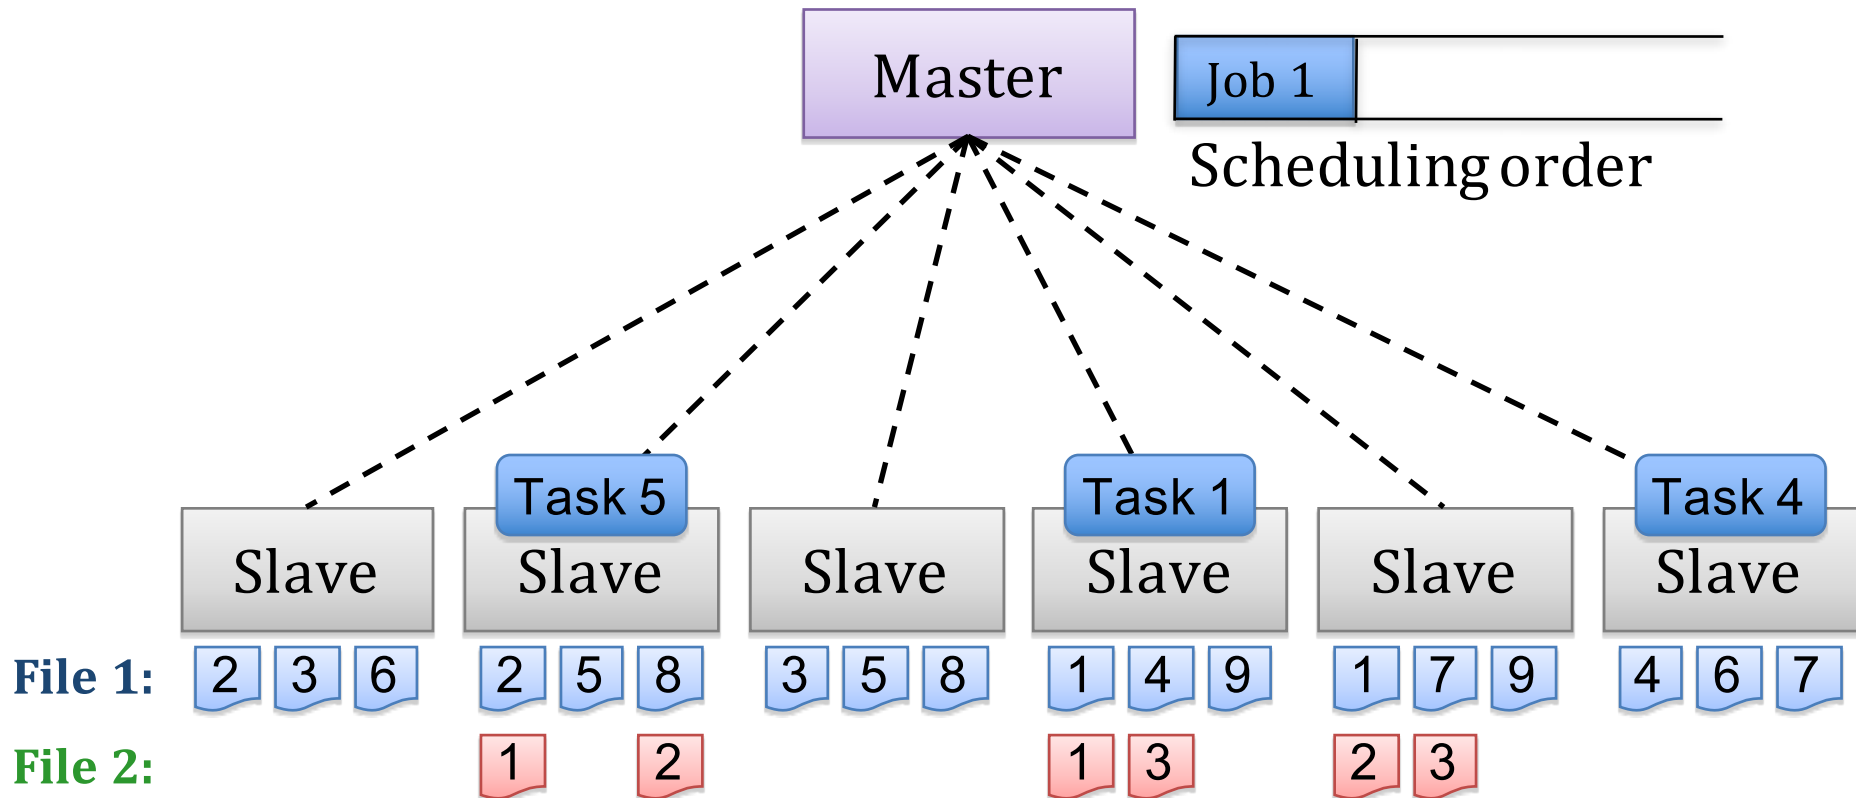 Master
Job 1
Scheduling order
Task 5 Task 1 Task 4
Slave Slave Slave Slave Slave Slave
File 1: 2 3 6 2 5 8 3 5 8 1 4 9 1 7 9 4 6 7
File 2: 1 2 1 3 2 3